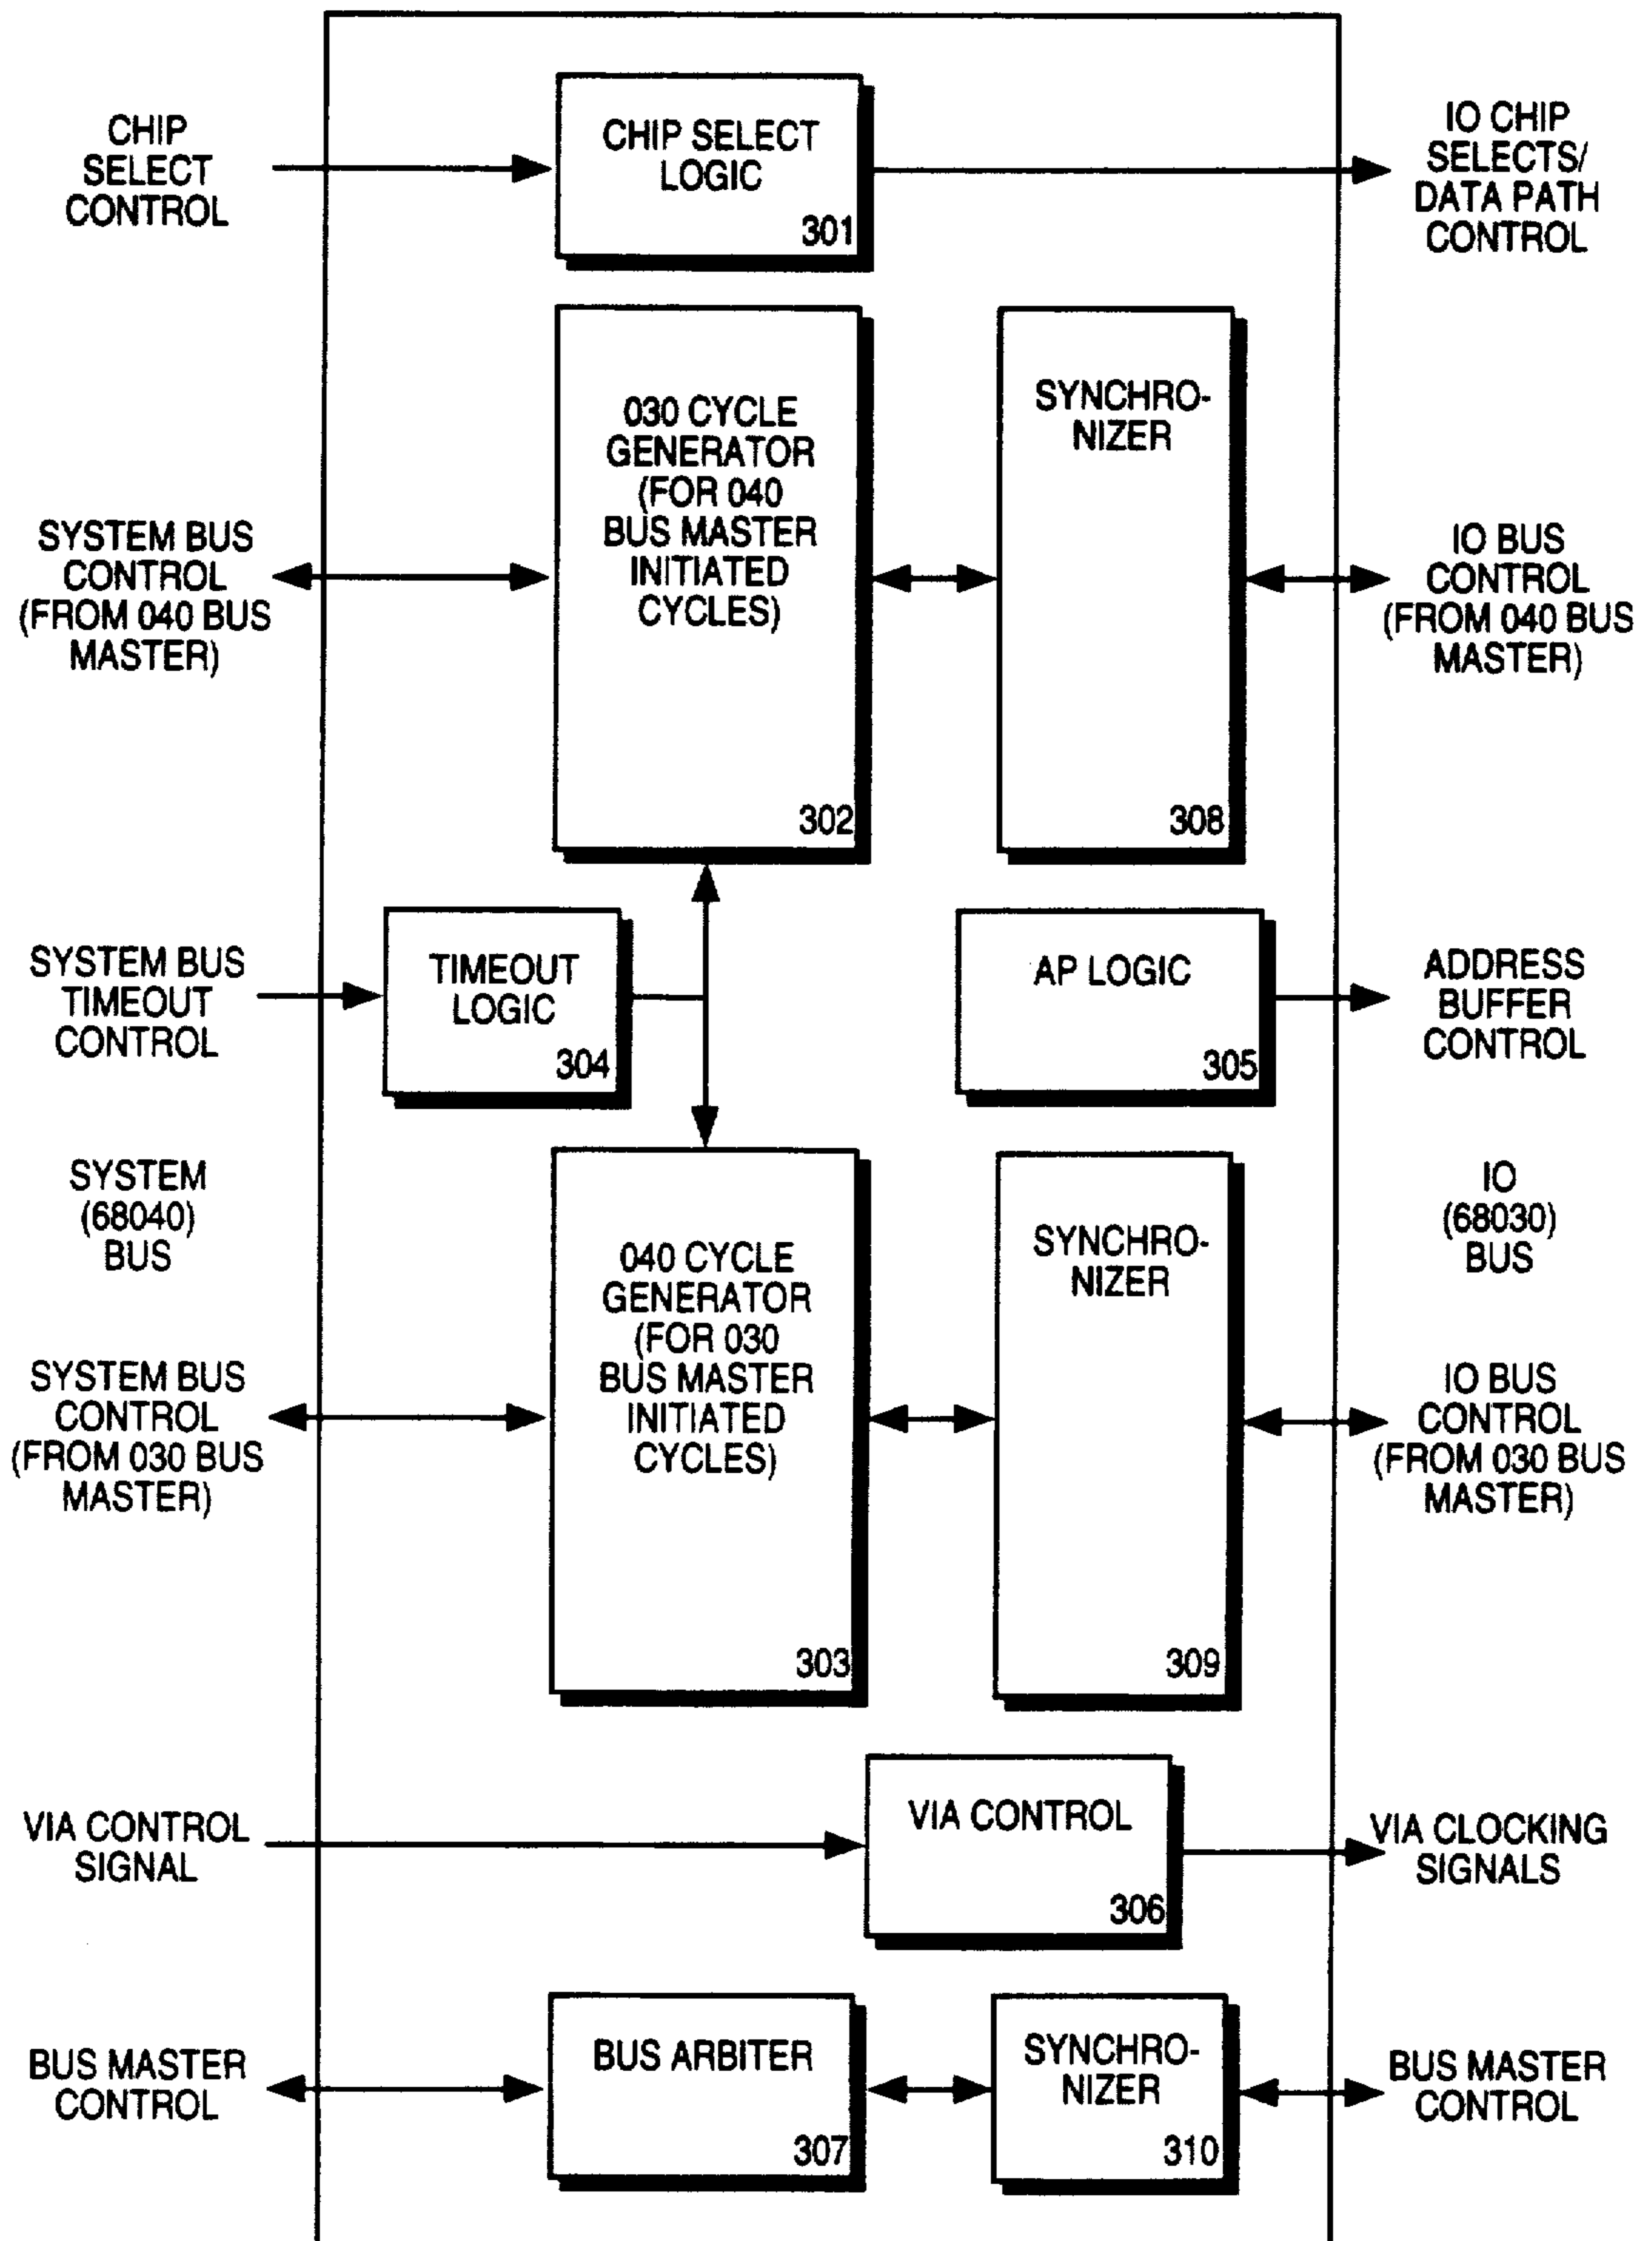 CHIP
SELECT
CONTROL
CHIP SELECT
LOGIC
301
IO CHIP
SELECTS/
DATA PATH
CONTROL
SYSTEM BUS
CONTROL
(FROM 040 BUS
MASTER)
030 CYCLE
GENERATOR
(FOR 040
BUS MASTER
INITIATED
CYCLES)
302
SYNCHRO-
NIZER
308
IO BUS
CONTROL
(FROM 040 BUS
MASTER)
SYSTEM BUS
TIMEOUT
CONTROL
TIMEOUT
LOGIC
304
AP LOGIC
305
ADDRESS
BUFFER
CONTROL
SYSTEM
(68040)
BUS
IO
(68030)
BUS
SYSTEM BUS
CONTROL
(FROM 030 BUS
MASTER)
040 CYCLE
GENERATOR
(FOR 030
BUS MASTER
INITIATED
CYCLES)
303
SYNCHRO-
NIZER
309
IO BUS
CONTROL
(FROM 030 BUS
MASTER)
VIA CONTROL
SIGNAL
VIA CONTROL
306
VIA CLOCKING
SIGNALS
BUS MASTER
CONTROL
BUS ARBITER
307
SYNCHRO-
NIZER
310
BUS MASTER
CONTROL